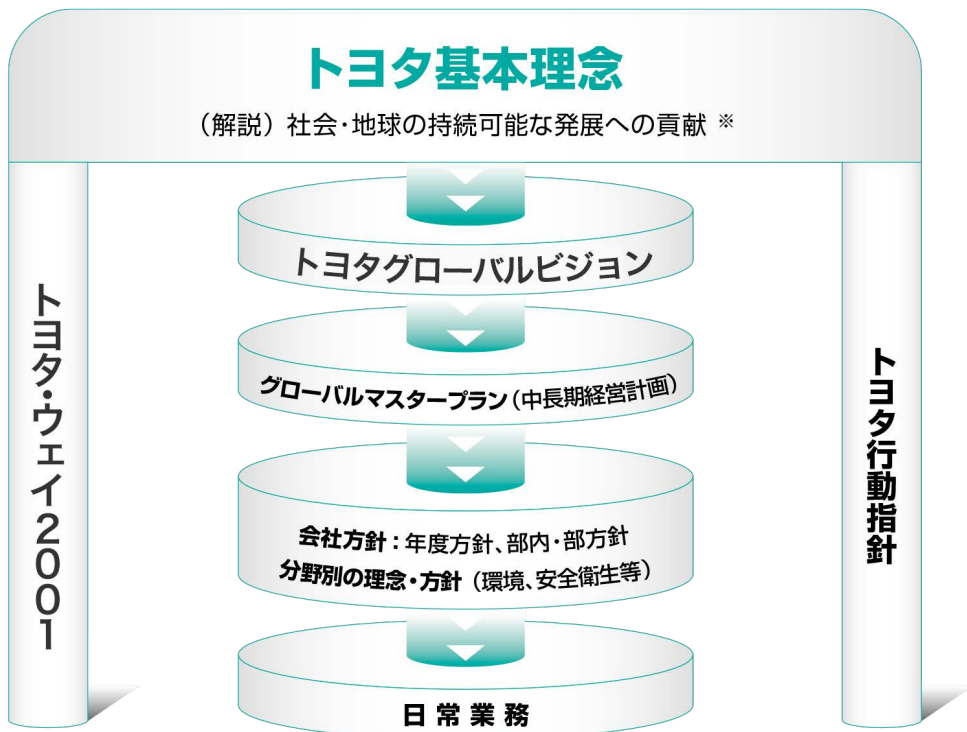 トヨタ基本理念
（解説）社会・地球の持続可能な発展への貢献 ※
トヨタ・ウェイ2001
トヨタグローバルビジョン
グローバルマスタープラン（中長期経営計画）
会社方針：年度方針、部内・部方針
分野別の理念・方針（環境、安全衛生等）
日常業務
トヨタ行動指針